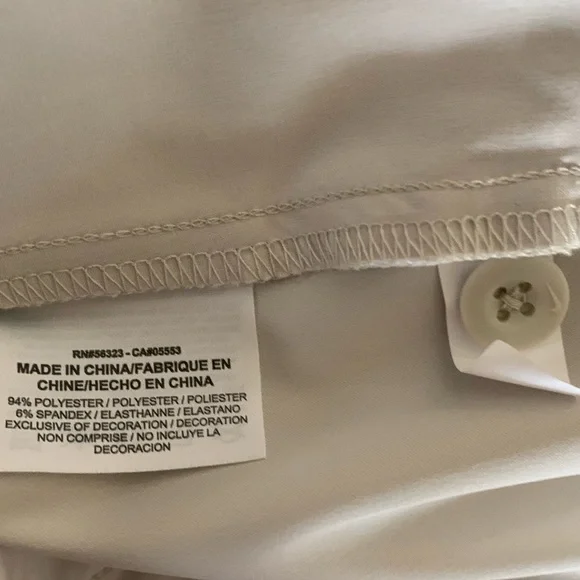 RN#56323 - CA#05553
MADE IN CHINA/FABRIQUE EN
CHINE/HECHO EN CHINA
94% POLYESTER / POLYESTER / POLIESTER
6% SPANDEX / ELASTHANNE / ELASTANO
EXCLUSIVE OF DECORATION / DECORATION
NON COMPRISE / NO INCLUYE LA
DECORACION